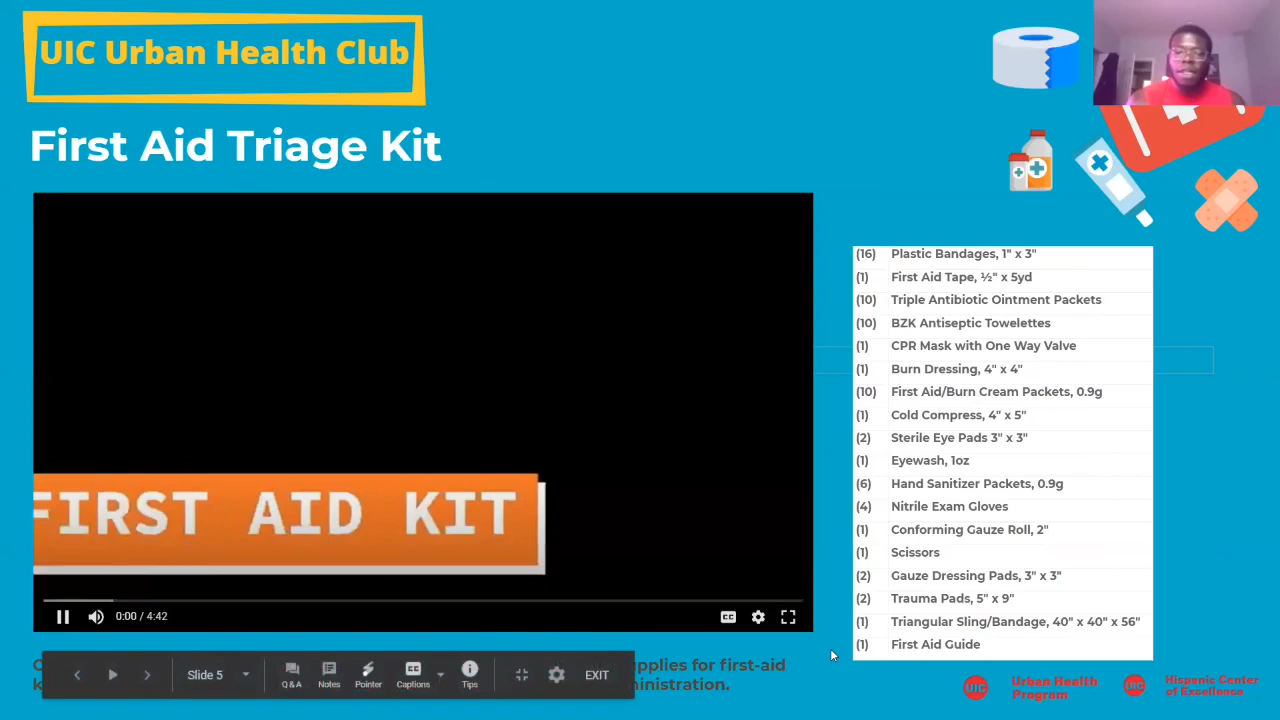 UIC Urban Health Club
First Aid Triage Kit
FIRST AID KIT
0:00 / 4:42
CC
(16) Plastic Bandages, 1" x 3"
(1) First Aid Tape, ½" x 5yd
(10) Triple Antibiotic Ointment Packets
(10) BZK Antiseptic Towelettes
(1) CPR Mask with One Way Valve
(1) Burn Dressing, 4" x 4"
(10) First Aid/Burn Cream Packets, 0.9g
(1) Cold Compress, 4" x 5"
(2) Sterile Eye Pads 3" x 3"
(1) Eyewash, 1oz
(6) Hand Sanitizer Packets, 0.9g
(4) Nitrile Exam Gloves
(1) Conforming Gauze Roll, 2"
(1) Scissors
(2) Gauze Dressing Pads, 3" x 3"
(2) Trauma Pads, 5" x 9"
(1) Triangular Sling/Bandage, 40" x 40" x 56"
(1) First Aid Guide
for first-aid
Slide 5
Q&A Notes Pointer Captions Tips EXIT
UIC Urban Health
Program
UIC Hispanic Center
of Excellence